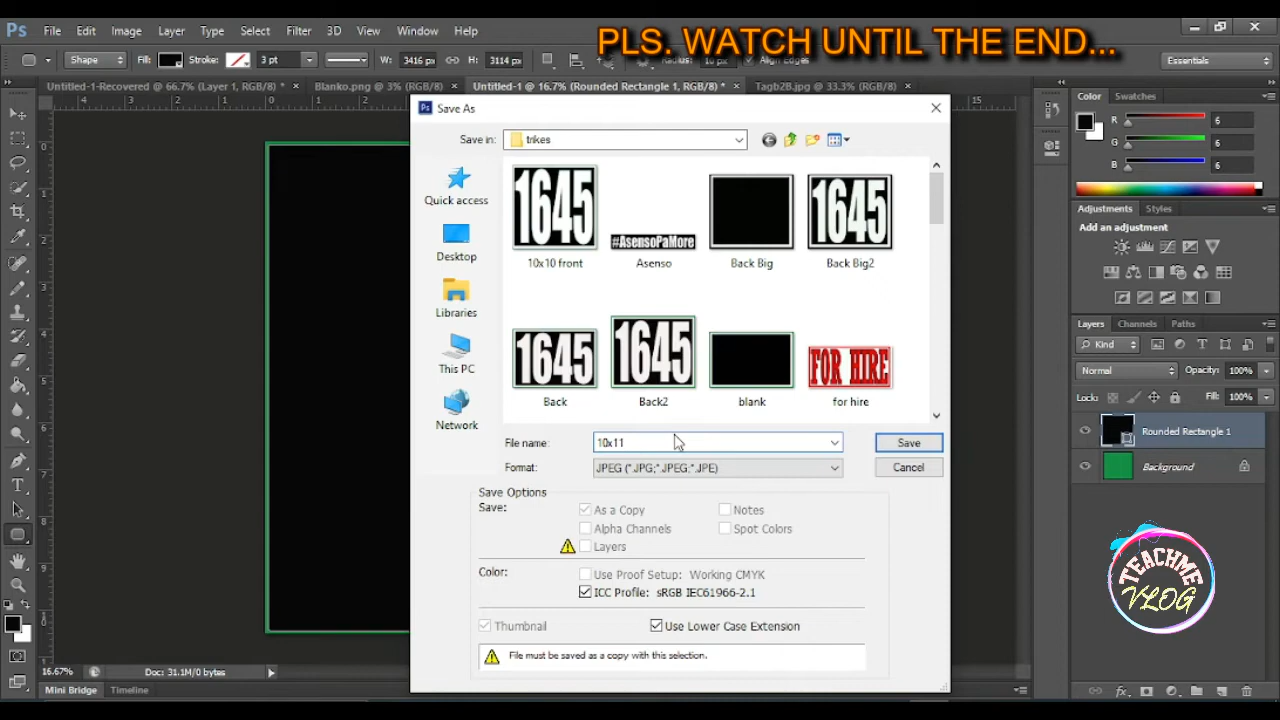 PLS. WATCH UNTIL THE END...
Ps File Edit Image Layer Type Select Filter 3D View Window Help
Shape Fill: Stroke: 3 pt W: 3416 px H: 3114 px Radius: 10 px Align Edges Essentials
Untitled-1-Recovered @ 66.7% (Layer 1, RGB/8) * × Blanko.png @ 3% (RGB/8) × Untitled-1 @ 16.7% (Rounded Rectangle 1, RGB/8) * × Tagb2B.jpg @ 33.3% (RGB/8) ×
Save As
Save in: trikes
Quick access
Desktop
Libraries
This PC
Network
1645
#AsensoPaMore
1645
10x10 front Asenso Back Big Back Big2
1645
1645
FOR HIRE
Back Back2 blank for hire
File name: 10x11 Save
Format: JPEG (*.JPG;*.JPEG;*.JPE) Cancel
Save Options
Save: As a Copy Notes
Alpha Channels Spot Colors
Layers
Color: Use Proof Setup: Working CMYK
ICC Profile: sRGB IEC61966-2.1
Thumbnail Use Lower Case Extension
File must be saved as a copy with this selection.
Color Swatches
R 6
G 6
B 6
Adjustments Styles
Add an adjustment
Layers Channels Paths
Kind
Normal Opacity: 100%
Lock: Fill: 100%
Rounded Rectangle 1
Background
TEACHME
VLOG
16.67% Doc: 31.1M/0 bytes
Mini Bridge Timeline